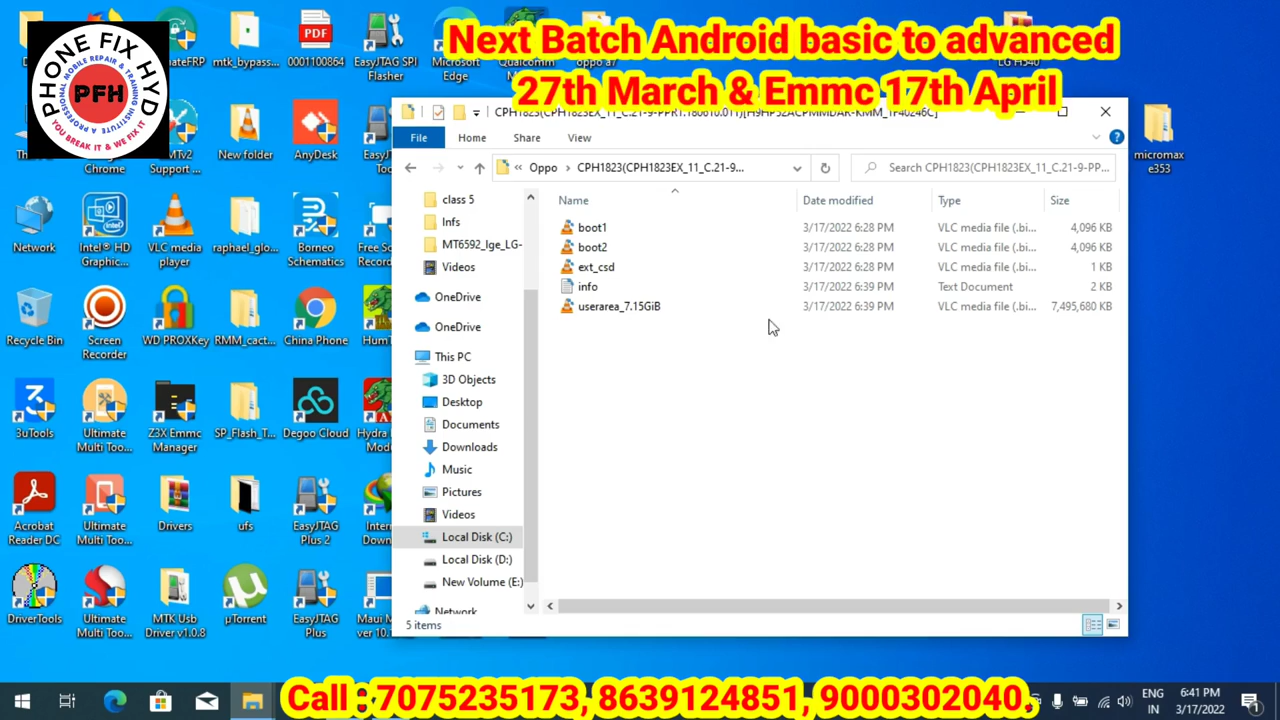 Next Batch Android basic to advanced
27th March & Emmc 17th April
PHONE FIX HYD
A PROFESSIONAL MOBILE REPAIR & TRAINING INSTITUTE
PFH
YOU BREAK IT & WE FIX IT
mtk_bypass...
0001100864
EasyJTAG SPI Flasher
Microsoft Edge
Chrome
Support ...
New folder
AnyDesk
micromax e353
Network
Intel® HD Graphic...
VLC media player
raphael_glo...
Borneo Schematics
Recycle Bin
Screen Recorder
WD PROXKey
RMM_cact...
China Phone
3uTools
Ultimate Multi Too...
Z3X Emmc Manager
SP_Flash_T...
Degoo Cloud
Acrobat Reader DC
Ultimate Multi Too...
Drivers
ufs
EasyJTAG Plus 2
DriverTools
Ultimate Multi Too...
MTK Usb Driver v1.0.8
µTorrent
EasyJTAG Plus
File Home Share View
Oppo CPH1823(CPH1823EX_11_C.21-9...
Search CPH1823(CPH1823EX_11_C.21-9-PP...
class 5
Infs
MT6592_lge_LG-
Videos
OneDrive
OneDrive
This PC
3D Objects
Desktop
Documents
Downloads
Music
Pictures
Videos
Local Disk (C:)
Local Disk (D:)
New Volume (E:)
Network
Name Date modified Type Size
boot1 3/17/2022 6:28 PM VLC media file (.bi... 4,096 KB
boot2 3/17/2022 6:28 PM VLC media file (.bi... 4,096 KB
ext_csd 3/17/2022 6:28 PM VLC media file (.bi... 1 KB
info 3/17/2022 6:39 PM Text Document 2 KB
userarea_7.15GiB 3/17/2022 6:39 PM VLC media file (.bi... 7,495,680 KB
5 items
Call : 7075235173, 8639124851, 9000302040,
ENG
IN
6:41 PM
3/17/2022